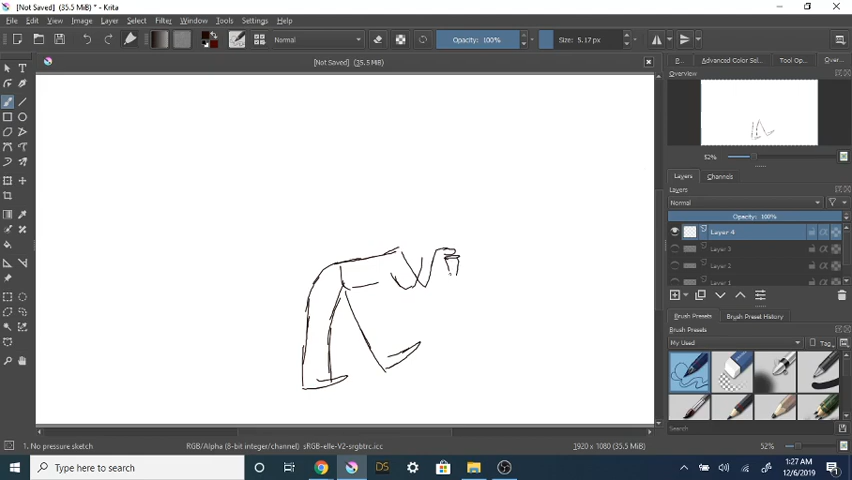 [Not Saved] (35.5 MiB) * - Krita
File Edit View Image Layer Select Filter Tools Settings Help
Normal Opacity: 100% Size: 5.17 px
[Not Saved] (35.5 MiB) P... Advanced Color Sel... Tool Op... Over...
Overview
52%
Layers Channels
Layers
Normal
Opacity: 100%
Layer 4
Layer 3
Layer 2
Layer 1
Brush Presets Brush Preset History
Brush Presets
My Used Tag
Search
No pressure sketch RGB/Alpha (8-bit integer/channel) sRGB-elle-V2-srgbtrc.icc 1920 x 1080 (35.5 MiB) 52%
Type here to search DS 1:27 AM
12/6/2019